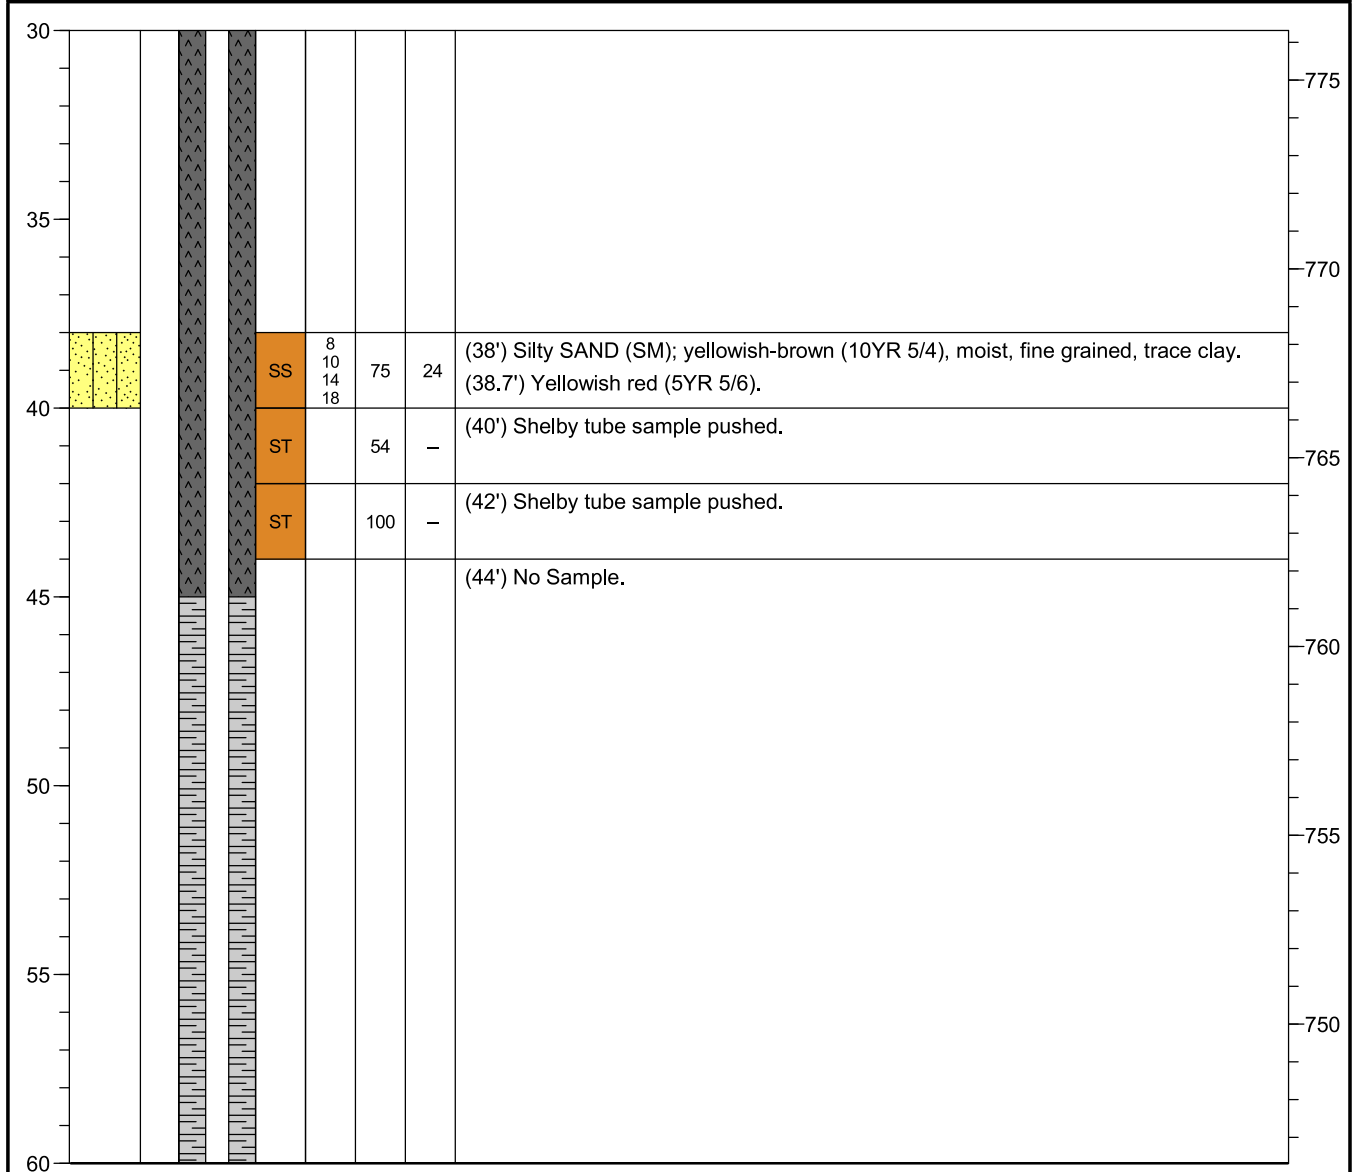 30
775
35
770
SS
8
10
14
18
75
24
(38') Silty SAND (SM); yellowish-brown (10YR 5/4), moist, fine grained, trace clay.
(38.7') Yellowish red (5YR 5/6).
40
ST
54
–
(40') Shelby tube sample pushed.
765
ST
100
–
(42') Shelby tube sample pushed.
(44') No Sample.
45
760
50
755
55
750
60